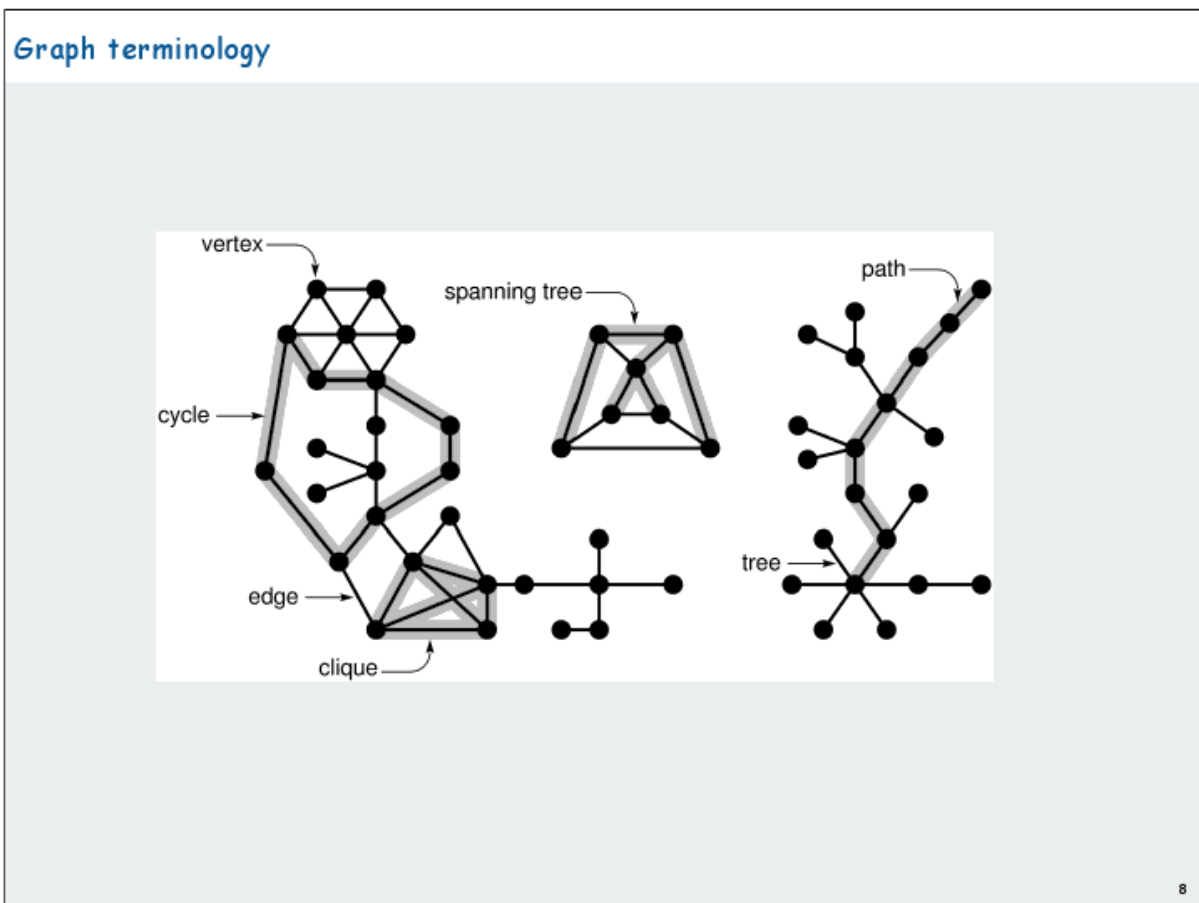 Graph terminology
vertex
spanning tree
path
cycle
edge
tree
clique
8